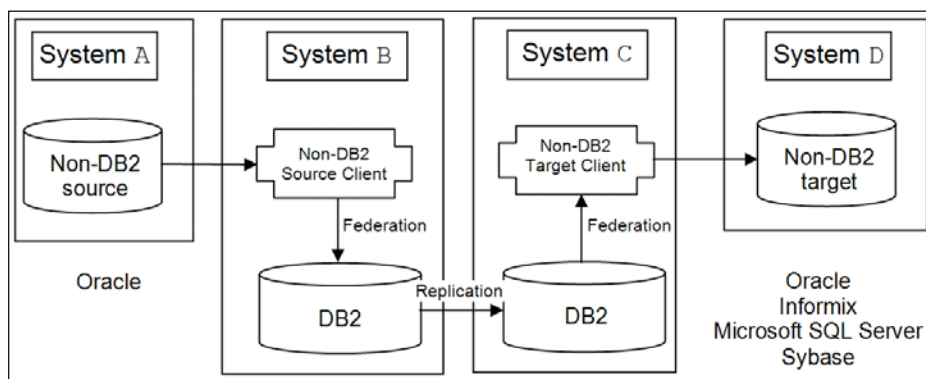 System A
Non-DB2
source
Oracle
System B
Non-DB2
Source Client
Federation
DB2
Replication
System C
Non-DB2
Target Client
Federation
DB2
System D
Non-DB2
target
Oracle
Informix
Microsoft SQL Server
Sybase